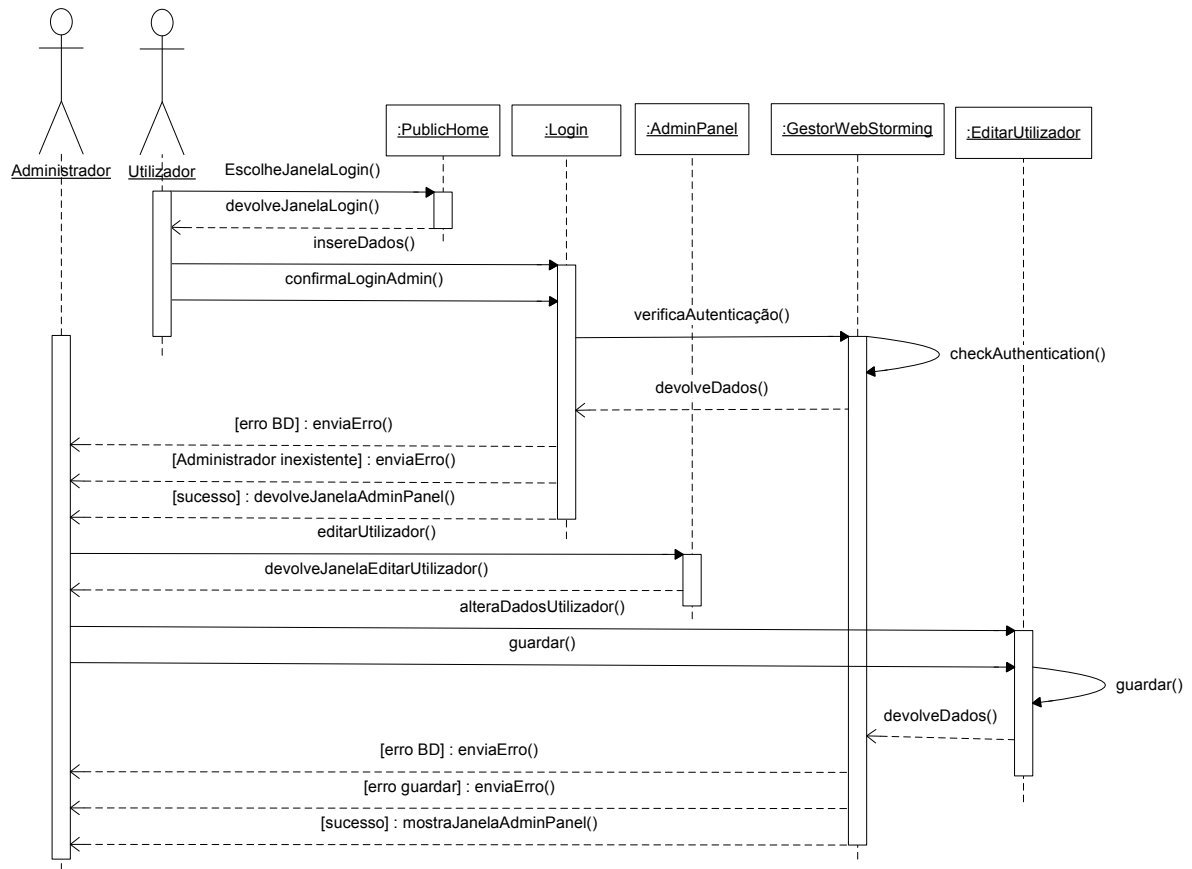 :PublicHome
:Login
:AdminPanel
:GestorWebStorming
:EditarUtilizador
Administrador
Utilizador
EscolheJanelaLogin()
devolveJanelaLogin()
insereDados()
confirmaLoginAdmin()
verificaAutenticação()
checkAuthentication()
devolveDados()
[erro BD] : enviaErro()
[Administrador inexistente] : enviaErro()
[sucesso] : devolveJanelaAdminPanel()
editarUtilizador()
devolveJanelaEditarUtilizador()
alteraDadosUtilizador()
guardar()
guardar()
devolveDados()
[erro BD] : enviaErro()
[erro guardar] : enviaErro()
[sucesso] : mostraJanelaAdminPanel()